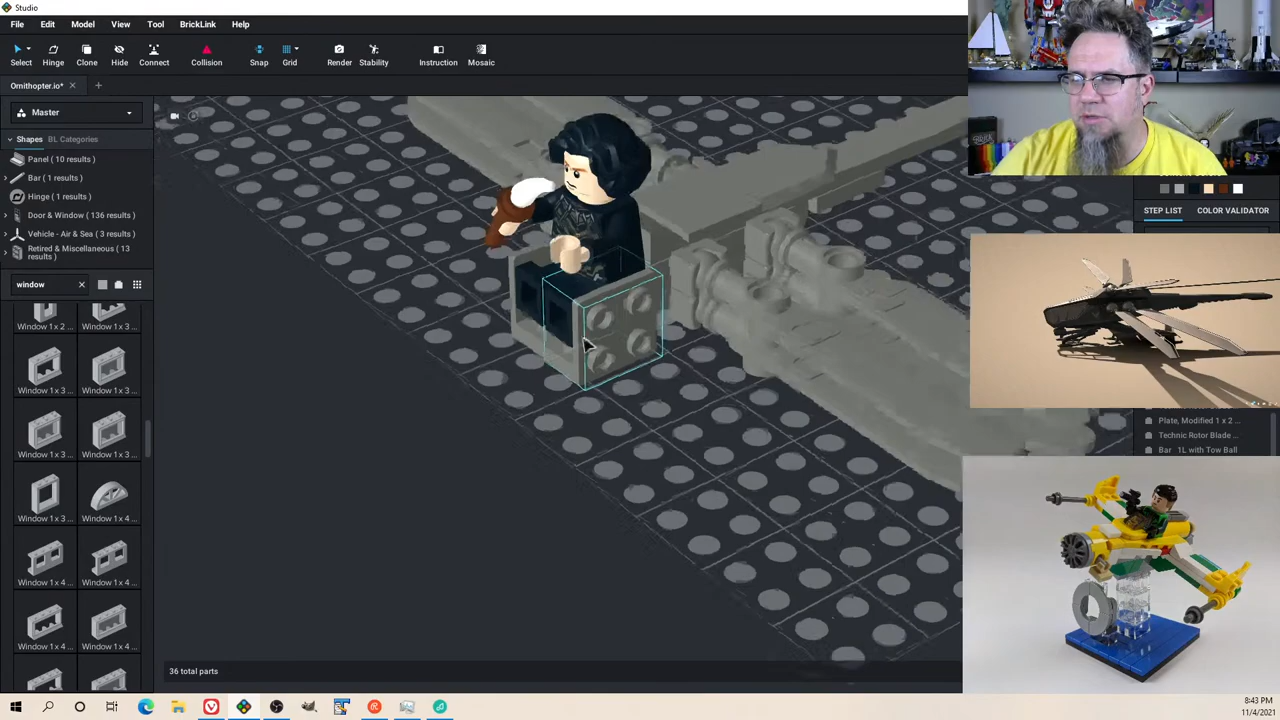 Studio
File Edit Model View Tool BrickLink Help
Select Hinge Clone Hide Connect Collision Snap Grid Render Stability Instruction Mosaic
Ornithopter.io*
Master
Shapes BL Categories
Panel ( 10 results )
Bar ( 1 results )
Hinge ( 1 results )
Door & Window ( 136 results )
Vehicle - Air & Sea ( 3 results )
Retired & Miscellaneous ( 13
results )
window
Window 1 x 2 ...
Window 1 x 3 ... Window 1 x 3 ...
Window 1 x 3 ... Window 1 x 3 ...
Window 1 x 3 ... Window 1 x 4 ...
Window 1 x 4 ... Window 1 x 4 ...
Window 1 x 4 ... Window 1 x 4 ...
36 total parts
STEP LIST COLOR VALIDATOR
Plate, Modified 1 x 2 ...
Technic Rotor Blade ...
Bar 1L with Tow Ball
8:43 PM
11/4/2021